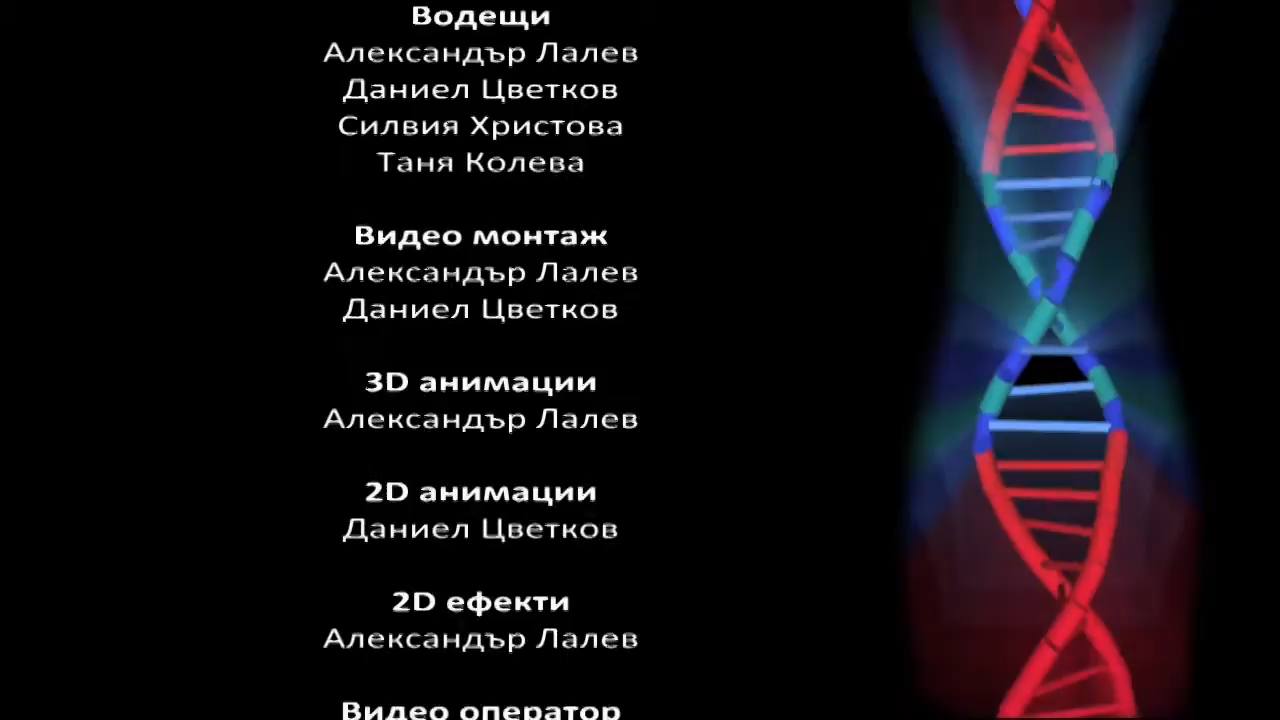 Водещи
Александър Лалев
Даниел Цветков
Силвия Христова
Таня Колева
Видео монтаж
Александър Лалев
Даниел Цветков
3D анимации
Александър Лалев
2D анимации
Даниел Цветков
2D ефекти
Александър Лалев
Видео оператор